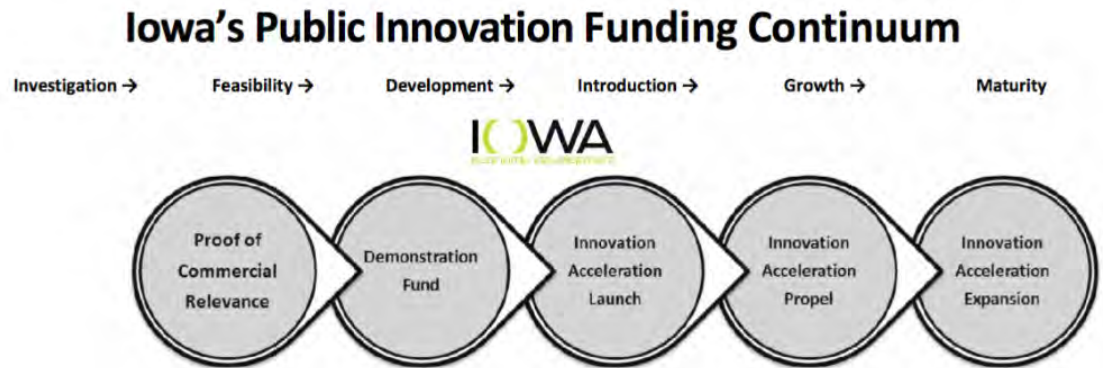 Iowa's Public Innovation Funding Continuum
Investigation → Feasibility → Development → Introduction → Growth → Maturity
IOWA
Proof of
Commercial
Relevance
Demonstration
Fund
Innovation
Acceleration
Launch
Innovation
Acceleration
Propel
Innovation
Acceleration
Expansion